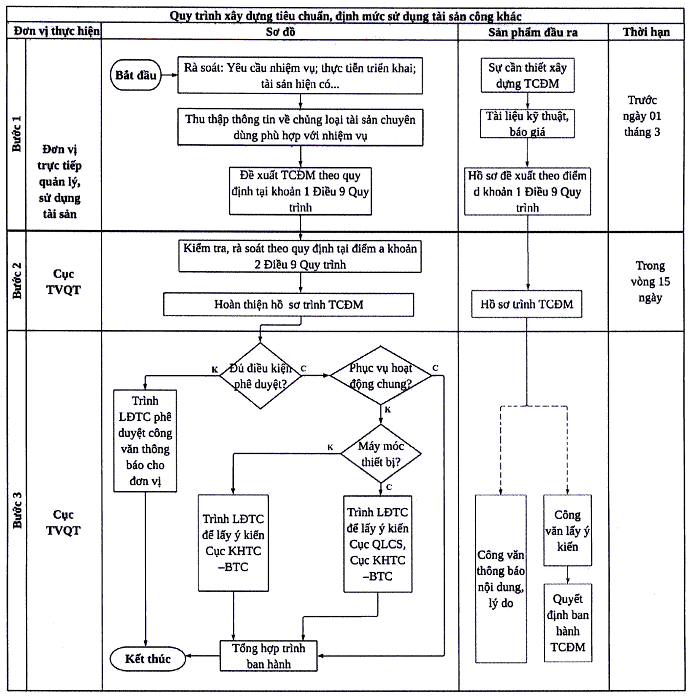 Quy trình xây dựng tiêu chuẩn, định mức sử dụng tài sản công khác
Đơn vị thực hiện
Sơ đồ
Sản phẩm đầu ra
Thời hạn
Bước 1
Đơn vị
trực tiếp
quản lý,
sử dụng
tài sản
Bắt đầu
Rà soát: Yêu cầu nhiệm vụ; thực tiễn triển khai;
tài sản hiện có...
Thu thập thông tin về chủng loại tài sản chuyên
dùng phù hợp với nhiệm vụ
Đề xuất TCĐM theo quy
định tại khoản 1 Điều 9 Quy
trình
Sự cần thiết xây
dựng TCĐM
Tài liệu kỹ thuật,
báo giá
Hồ sơ đề xuất theo điểm
d khoản 1 Điều 9 Quy
trình
Trước
ngày 01
tháng 3
Bước 2
Cục
TVQT
Kiểm tra, rà soát theo quy định tại điểm a khoản
2 Điều 9 Quy trình
Hoàn thiện hồ sơ trình TCĐM
Hồ sơ trình TCĐM
Trong
vòng 15
ngày
Bước 3
Cục
TVQT
K
Đủ điều kiện
phê duyệt?
C
Phục vụ hoạt
động chung?
C
K
Trình
LĐTC phê
duyệt công
văn thông
báo cho
đơn vị
K
Máy móc
thiết bị?
C
Trình LĐTC
để lấy ý kiến
Cục KHTC
–BTC
Trình LĐTC
để lấy ý kiến
Cục QLCS,
Cục KHTC
–BTC
Kết thúc
Tổng hợp trình
ban hành
Công văn
thông báo
nội dung,
lý do
Công
văn lấy ý
kiến
Quyết
định ban
hành
TCĐM